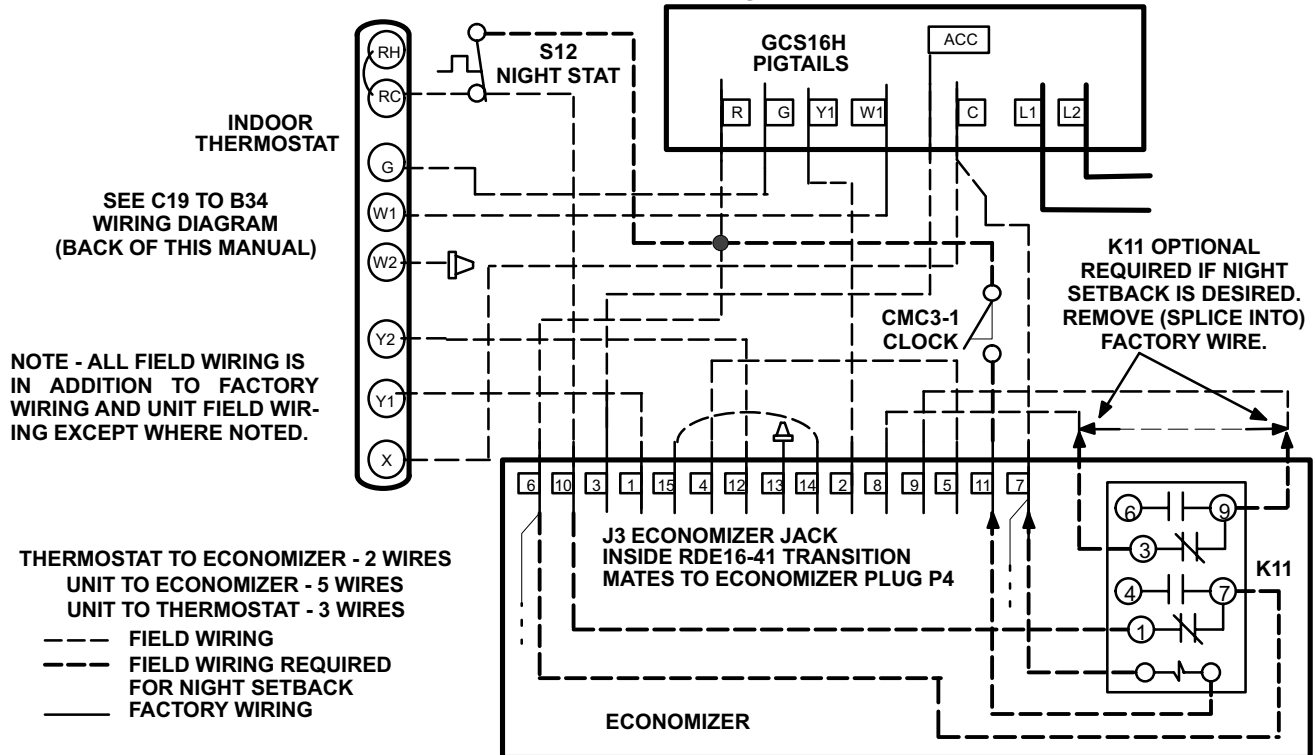 RH
RC
G
W1
W2
Y2
Y1
X
INDOOR
THERMOSTAT
SEE C19 TO B34
WIRING DIAGRAM
(BACK OF THIS MANUAL)
NOTE - ALL FIELD WIRING IS
IN ADDITION TO FACTORY
WIRING AND UNIT FIELD WIR-
ING EXCEPT WHERE NOTED.
THERMOSTAT TO ECONOMIZER - 2 WIRES
UNIT TO ECONOMIZER - 5 WIRES
UNIT TO THERMOSTAT - 3 WIRES
FIELD WIRING
FIELD WIRING REQUIRED
FOR NIGHT SETBACK
FACTORY WIRING
S12
NIGHT STAT
GCS16H
PIGTAILS
ACC
R G Y1 W1 C L1 L2
CMC3-1
CLOCK
K11 OPTIONAL
REQUIRED IF NIGHT
SETBACK IS DESIRED.
REMOVE (SPLICE INTO)
FACTORY WIRE.
6 10 3 1 15 4 12 13 14 2 8 9 5 11 7
J3 ECONOMIZER JACK
INSIDE RDE16-41 TRANSITION
MATES TO ECONOMIZER PLUG P4
6 9
3
4 7
1
K11
ECONOMIZER